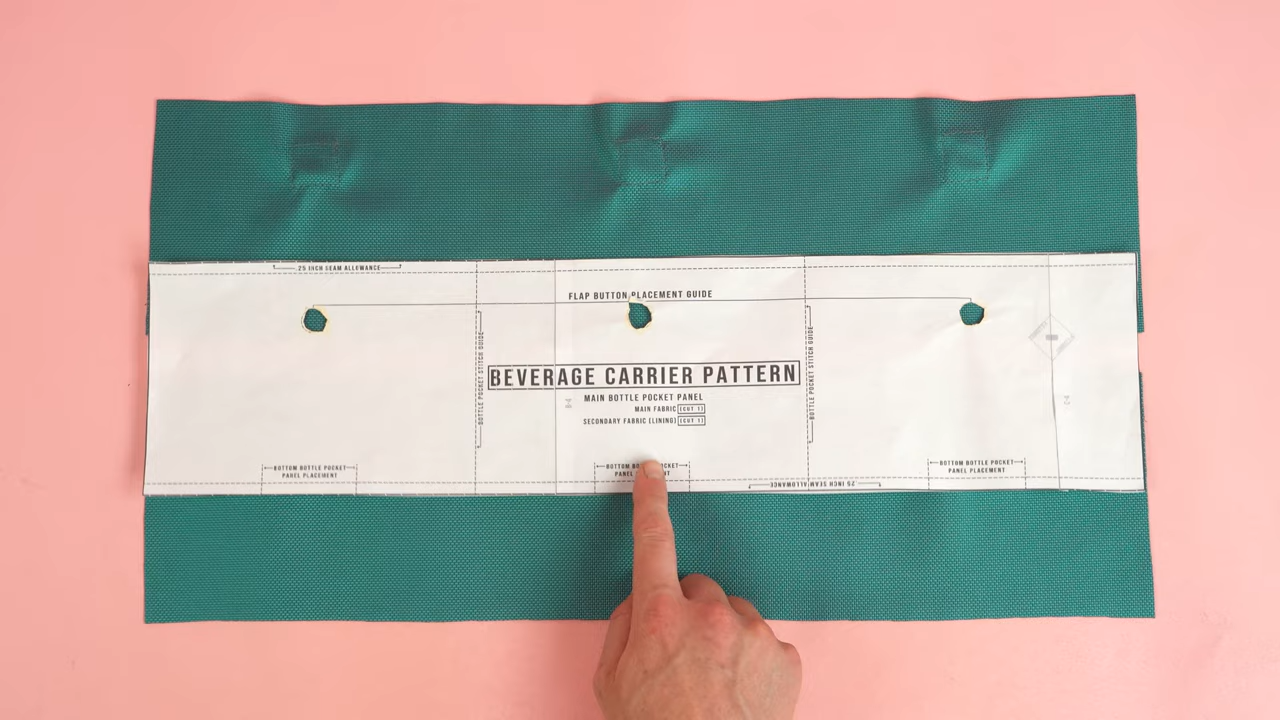 .25 INCH SEAM ALLOWANCE
FLAP BUTTON PLACEMENT GUIDE
BOTTLE POCKET STITCH GUIDE
BEVERAGE CARRIER PATTERN
BOTTLE POCKET STITCH GUIDE
MAIN BOTTLE POCKET PANEL
MAIN FABRIC (CUT 1)
SECONDARY FABRIC (LINING) (CUT 1)
BOTTOM BOTTLE POCKET
PANEL PLACEMENT
BOTTOM BOTTLE POCKET
PANEL
BOTTOM BOTTLE POCKET
PANEL PLACEMENT
.25 INCH SEAM ALLOWANCE